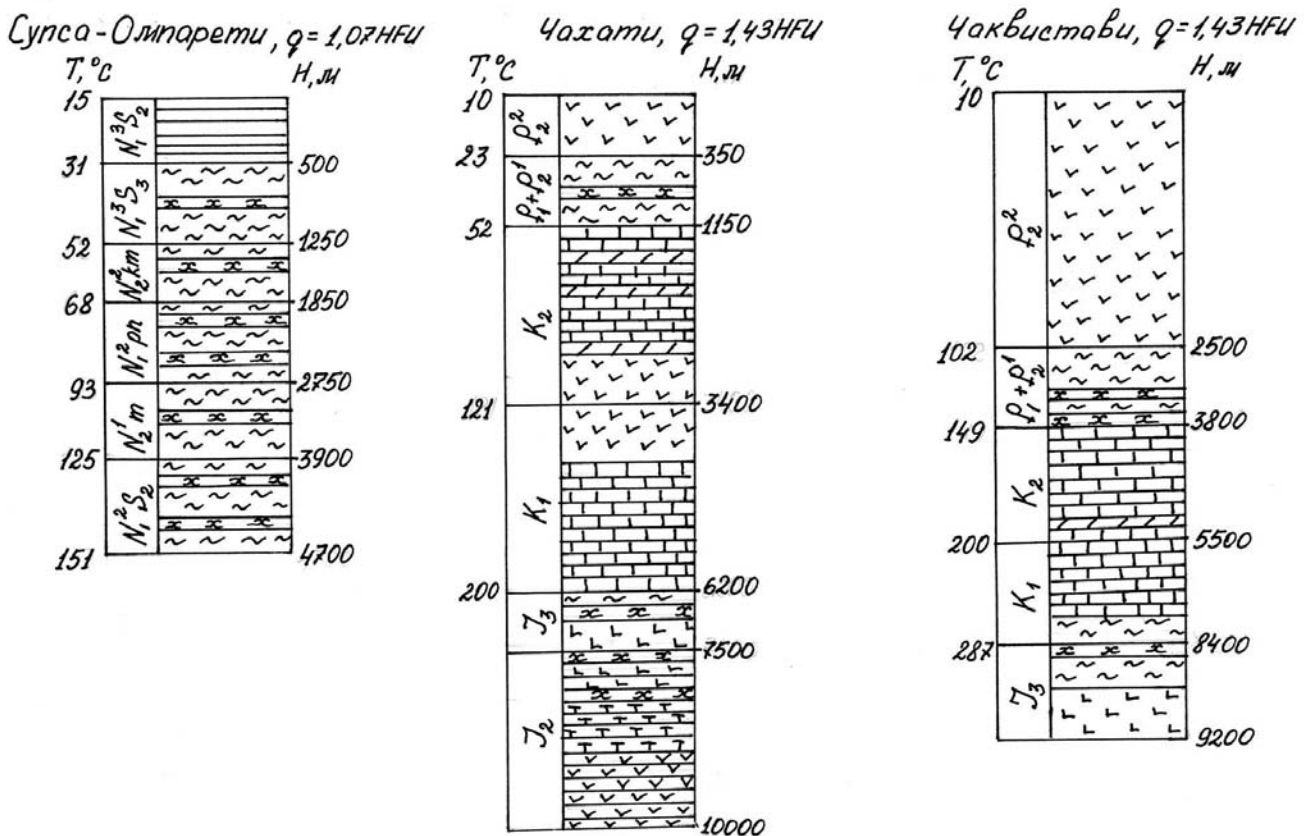 Супса-Омпарети, q=1,07HFU
T,°C H,м
15
N₁³S₂
31 500
N₁³S₃
52 1250
N₂²km
68 1850
N₁²pn
93 2750
N₂¹m
125 3900
N₁²S₂
151 4700
Чахати, q=1,43HFU
T,°C H,м
10
P₂²
23 350
P₁+P₂¹
52 1150
K₂
121 3400
K₁
200 6200
J₃
7500
J₂
10000
Чаквистави, q=1,43HFU
T,°C H,м
10
P₂²
102 2500
P₁+P₂¹
149 3800
K₂
200 5500
K₁
287 8400
J₃
9200